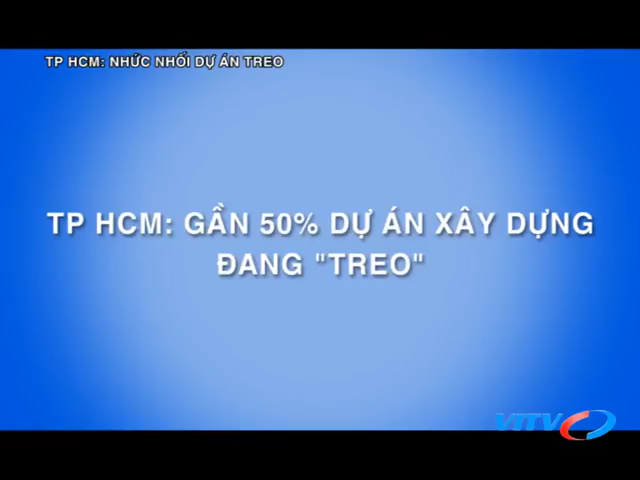 TP HCM: NHỨC NHỐI DỰ ÁN TREO
TP HCM: GẦN 50% DỰ ÁN XÂY DỰNG
ĐANG "TREO"
VITV